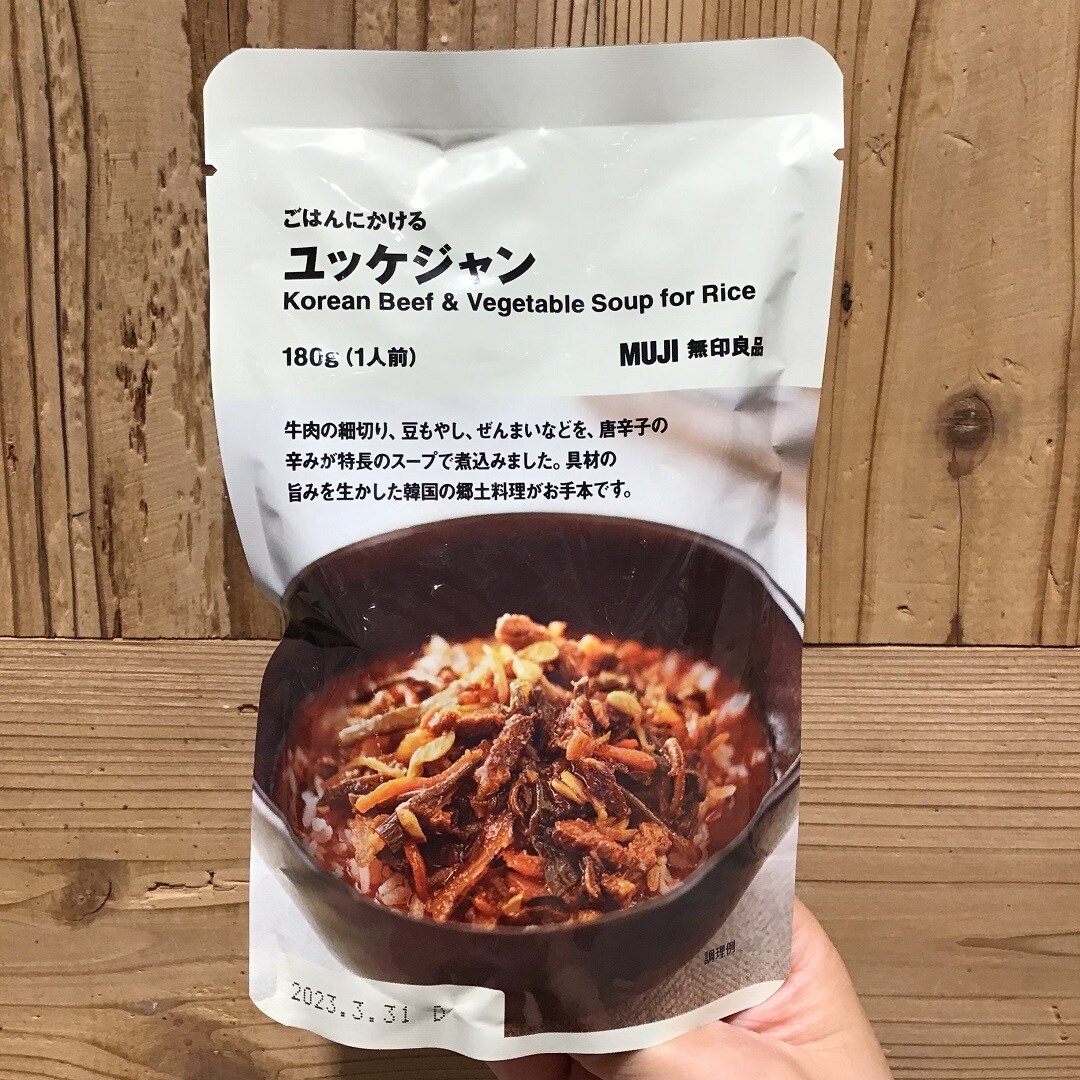 ごはんにかける
ユッケジャン
Korean Beef & Vegetable Soup for Rice
180g（1人前）
MUJI 無印良品
牛肉の細切り、豆もやし、ぜんまいなどを、唐辛子の
辛みが特長のスープで煮込みました。具材の
旨みを生かした韓国の郷土料理がお手本です。
調理例
2023.3.31 D